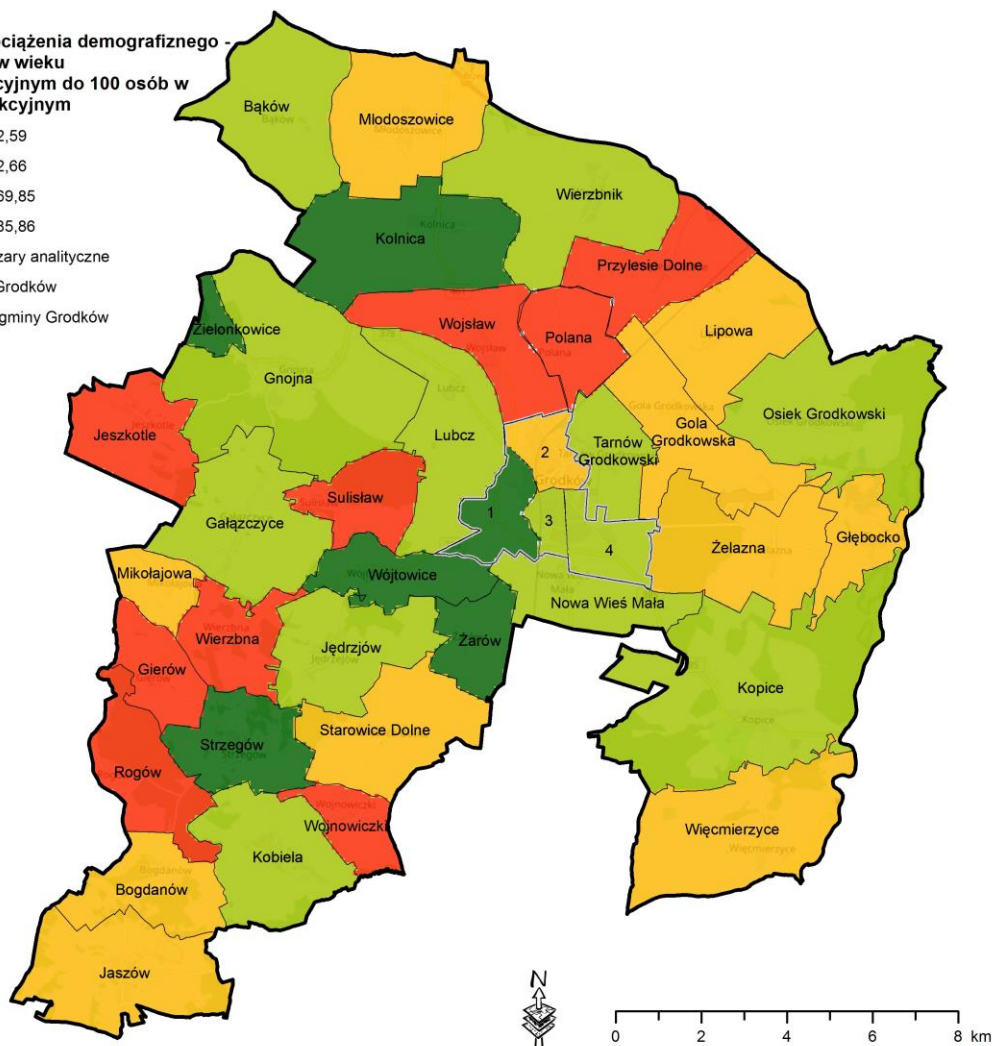 ciążenia demograficznego -
w wieku
cyjnym do 100 osób w
kcyjnym
2,59
2,66
69,85
35,86
zary analityczne
Grodków
gminy Grodków
Bąków
Młodoszowice
Wierzbnik
Kolnica
Przylesie Dolne
Zielonkowice
Wojsław
Polana
Lipowa
Gnojna
Jeszkotle
Lubcz
Osiek Grodkowski
Gola
Grodkowska
Tarnów
Grodkowski
2
Sulisław
1
3
4
Gałązczyce
Żelazna
Głębocko
Mikołajowa
Wójtowice
Nowa Wieś Mała
Wierzbna
Jędrzjów
Żarów
Gierów
Kopice
Strzegów
Starowice Dolne
Rogów
Wojnowiczki
Więcmierzyce
Kobiela
Bogdanów
Jaszów
N
0 2 4 6 8 km